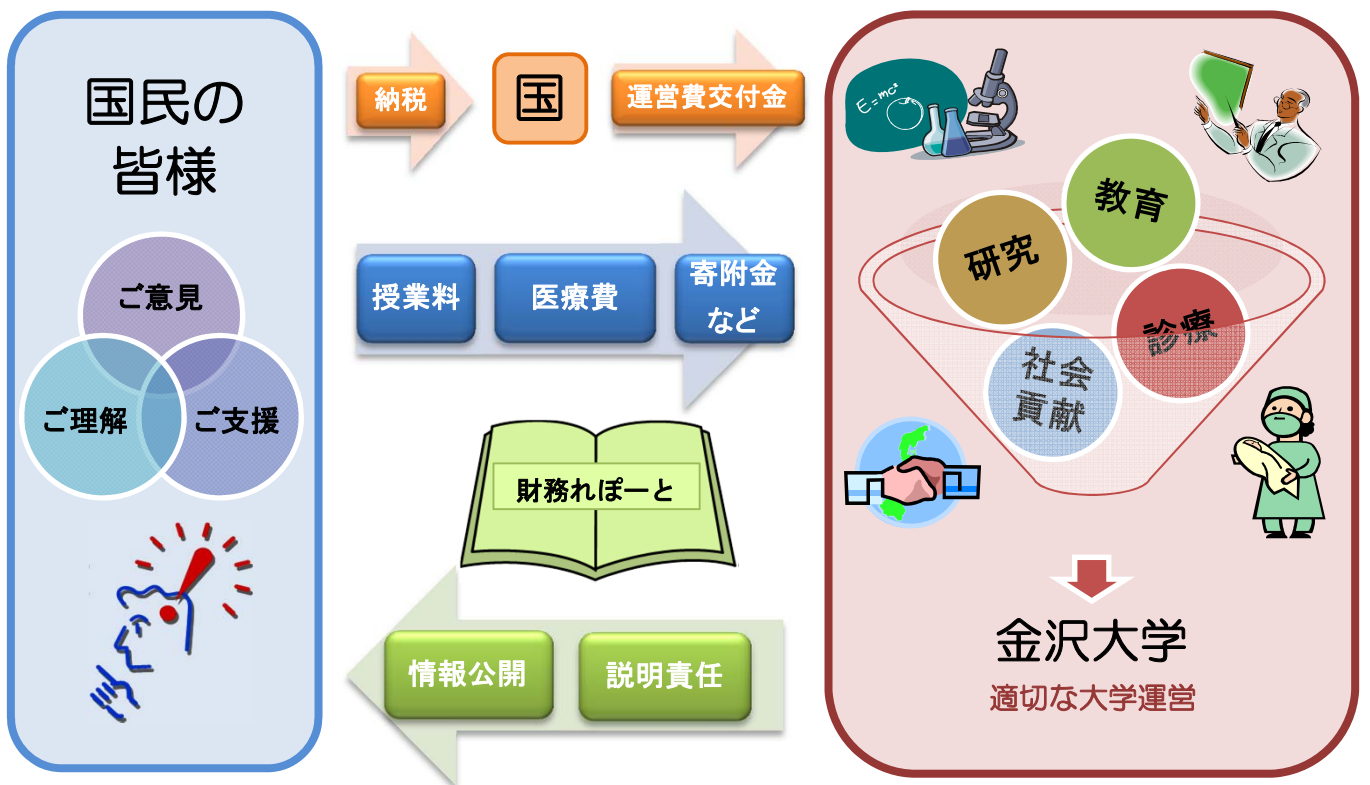 国民の
皆様
ご意見
ご理解
ご支援
納税
国
運営費交付金
授業料
医療費
寄附金
など
財務れぽーと
情報公開
説明責任
E=mc²
教育
研究
診療
社会
貢献
金沢大学
適切な大学運営